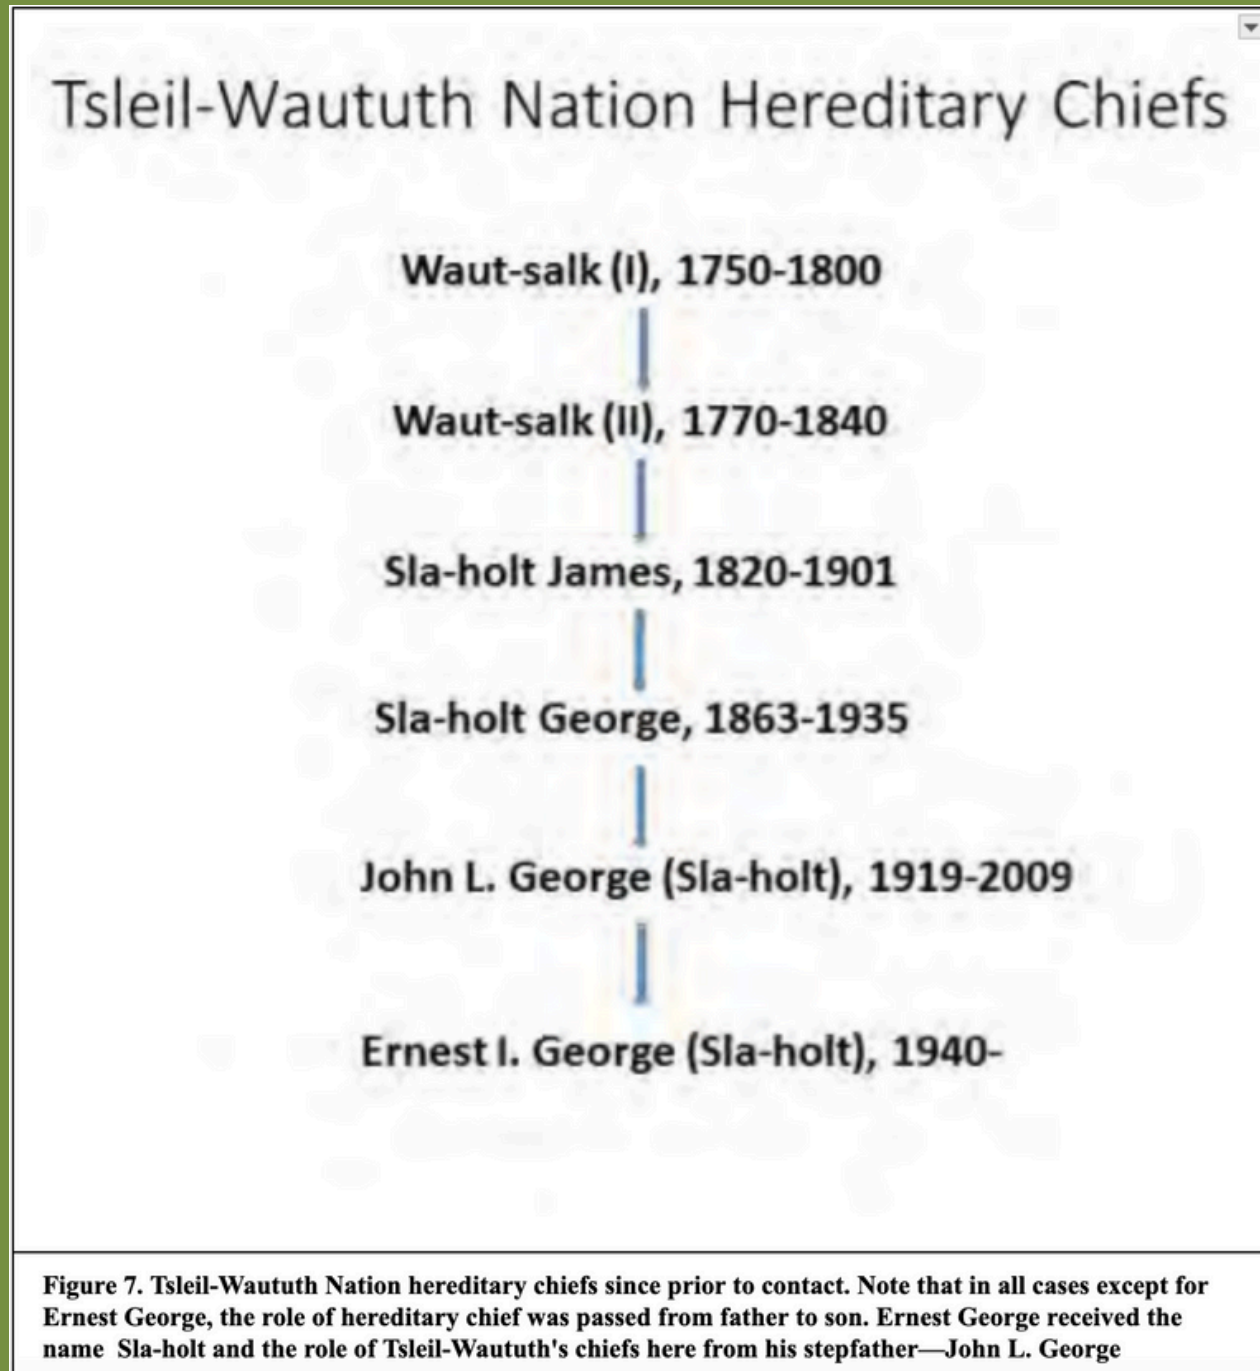 Tsleil-Waututh Nation Hereditary Chiefs
Waut-salk (I), 1750-1800
Waut-salk (II), 1770-1840
Sla-holt James, 1820-1901
Sla-holt George, 1863-1935
John L. George (Sla-holt), 1919-2009
Ernest I. George (Sla-holt), 1940-
Figure 7. Tsleil-Waututh Nation hereditary chiefs since prior to contact. Note that in all cases except for
Ernest George, the role of hereditary chief was passed from father to son. Ernest George received the
name Sla-holt and the role of Tsleil-Waututh's chiefs here from his stepfather—John L. George